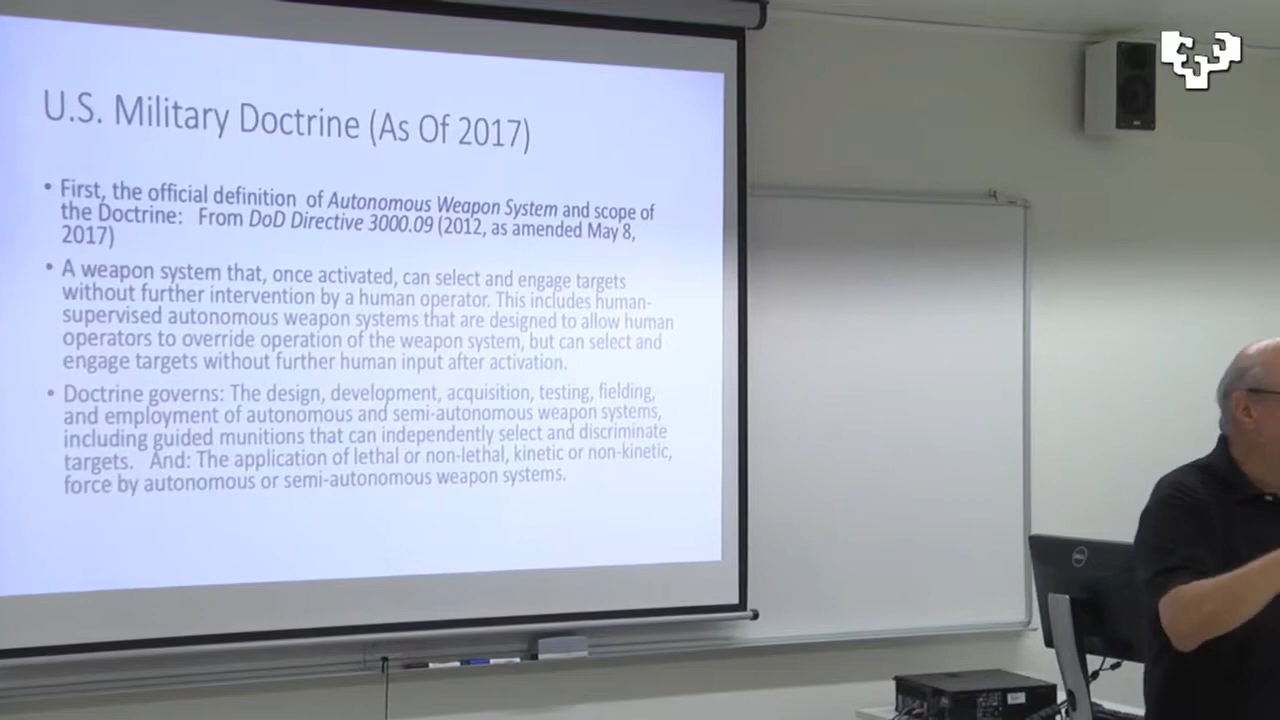 U.S. Military Doctrine (As Of 2017)
• First, the official definition of Autonomous Weapon System and scope of
the Doctrine: From DoD Directive 3000.09 (2012, as amended May 8,
2017)
• A weapon system that, once activated, can select and engage targets
without further intervention by a human operator. This includes human-
supervised autonomous weapon systems that are designed to allow human
operators to override operation of the weapon system, but can select and
engage targets without further human input after activation.
• Doctrine governs: The design, development, acquisition, testing, fielding,
and employment of autonomous and semi-autonomous weapon systems,
including guided munitions that can independently select and discriminate
targets. And: The application of lethal or non-lethal, kinetic or non-kinetic,
force by autonomous or semi-autonomous weapon systems.
DELL